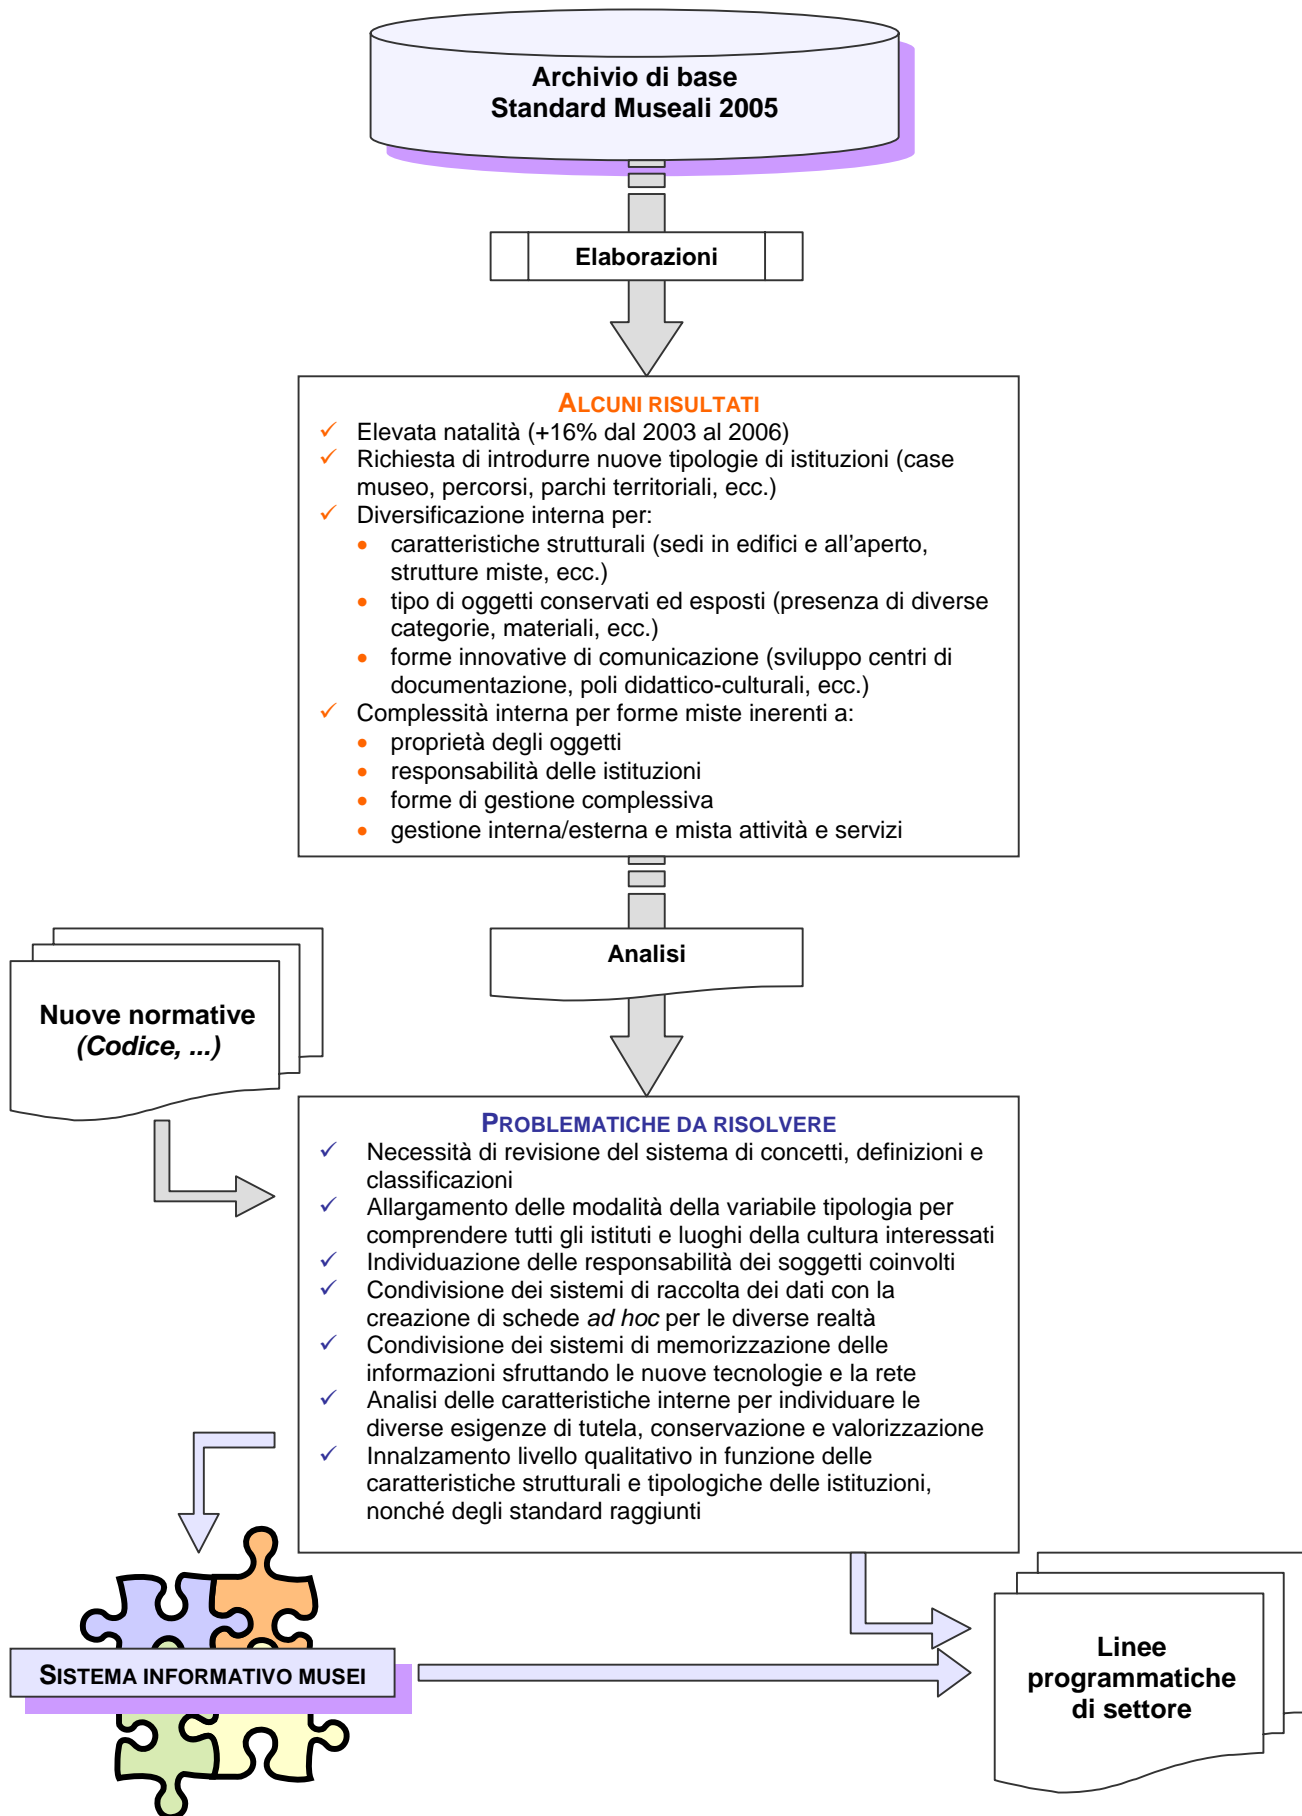 Archivio di base
Standard Museali 2005
Elaborazioni
ALCUNI RISULTATI
✓ Elevata natalità (+16% dal 2003 al 2006)
✓ Richiesta di introdurre nuove tipologie di istituzioni (case
museo, percorsi, parchi territoriali, ecc.)
✓ Diversificazione interna per:
• caratteristiche strutturali (sedi in edifici e all’aperto,
strutture miste, ecc.)
• tipo di oggetti conservati ed esposti (presenza di diverse
categorie, materiali, ecc.)
• forme innovative di comunicazione (sviluppo centri di
documentazione, poli didattico-culturali, ecc.)
✓ Complessità interna per forme miste inerenti a:
• proprietà degli oggetti
• responsabilità delle istituzioni
• forme di gestione complessiva
• gestione interna/esterna e mista attività e servizi
Analisi
Nuove normative
(Codice, ...)
PROBLEMATICHE DA RISOLVERE
✓ Necessità di revisione del sistema di concetti, definizioni e
classificazioni
✓ Allargamento delle modalità della variabile tipologia per
comprendere tutti gli istituti e luoghi della cultura interessati
✓ Individuazione delle responsabilità dei soggetti coinvolti
✓ Condivisione dei sistemi di raccolta dei dati con la
creazione di schede ad hoc per le diverse realtà
✓ Condivisione dei sistemi di memorizzazione delle
informazioni sfruttando le nuove tecnologie e la rete
✓ Analisi delle caratteristiche interne per individuare le
diverse esigenze di tutela, conservazione e valorizzazione
✓ Innalzamento livello qualitativo in funzione delle
caratteristiche strutturali e tipologiche delle istituzioni,
nonché degli standard raggiunti
SISTEMA INFORMATIVO MUSEI
Linee
programmatiche
di settore